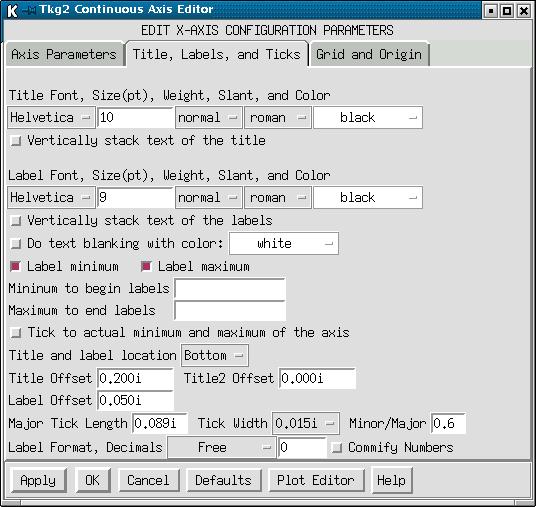 Tkg2 Continuous Axis Editor
EDIT X-AXIS CONFIGURATION PARAMETERS
Axis Parameters Title, Labels, and Ticks Grid and Origin
Title Font, Size(pt), Weight, Slant, and Color
Helvetica 10 normal roman black
Vertically stack text of the title
Label Font, Size(pt), Weight, Slant, and Color
Helvetica 9 normal roman black
Vertically stack text of the labels
Do text blanking with color: white
Label minimum Label maximum
Mininum to begin labels
Maximum to end labels
Tick to actual minimum and maximum of the axis
Title and label location Bottom
Title Offset 0.200i Title2 Offset 0.000i
Label Offset 0.050i
Major Tick Length 0.089i Tick Width 0.015i Minor/Major 0.6
Label Format, Decimals Free 0 Commify Numbers
Apply OK Cancel Defaults Plot Editor Help